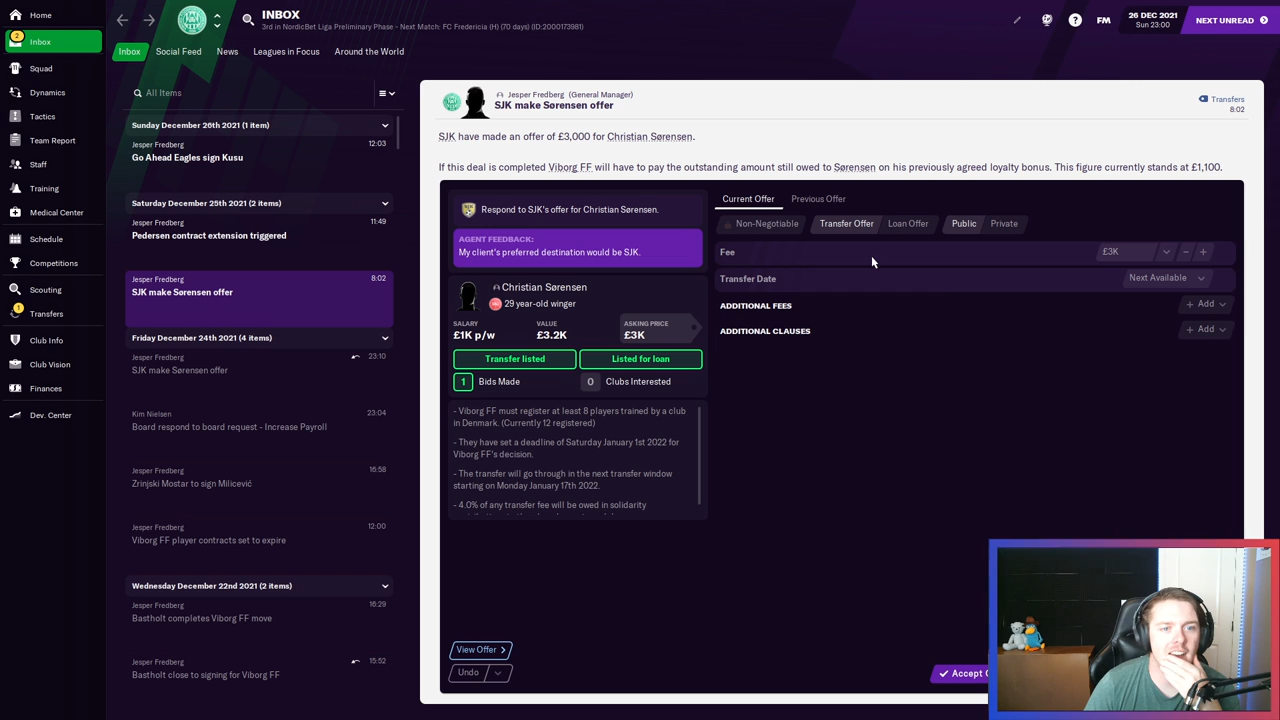 Home
2
Inbox
Squad
Dynamics
Tactics
Team Report
Staff
Training
Medical Center
Schedule
Competitions
Scouting
1
Transfers
Club Info
Club Vision
Finances
Dev. Center
INBOX
3rd in NordicBet Liga Preliminary Phase - Next Match: FC Fredericia (H) (70 days) (ID:2000173981)
FM
26 DEC 2021
Sun 23:00
NEXT UNREAD
Inbox
Social Feed
News
Leagues in Focus
Around the World
All Items
Sunday December 26th 2021 (1 item)
Jesper Fredberg 12:03
Go Ahead Eagles sign Kusu
Saturday December 25th 2021 (2 items)
Jesper Fredberg 11:49
Pedersen contract extension triggered
Jesper Fredberg 8:02
SJK make Sørensen offer
Friday December 24th 2021 (4 items)
Jesper Fredberg 23:10
SJK make Sørensen offer
Kim Nielsen 23:04
Board respond to board request - Increase Payroll
Jesper Fredberg 16:58
Zrinjski Mostar to sign Milicević
Jesper Fredberg 12:00
Viborg FF player contracts set to expire
Wednesday December 22nd 2021 (2 items)
Jesper Fredberg 16:29
Bastholt completes Viborg FF move
Jesper Fredberg 15:52
Bastholt close to signing for Viborg FF
Jesper Fredberg (General Manager)
SJK make Sørensen offer
Transfers
8:02
SJK have made an offer of £3,000 for Christian Sørensen.
If this deal is completed Viborg FF will have to pay the outstanding amount still owed to Sørensen on his previously agreed loyalty bonus. This figure currently stands at £1,100.
Respond to SJK's offer for Christian Sørensen.
AGENT FEEDBACK:
My client's preferred destination would be SJK.
Christian Sørensen
29 year-old winger
SALARY VALUE ASKING PRICE
£1K p/w £3.2K £3K
Transfer listed Listed for loan
1 Bids Made 0 Clubs Interested
- Viborg FF must register at least 8 players trained by a club
in Denmark. (Currently 12 registered)
- They have set a deadline of Saturday January 1st 2022 for
Viborg FF's decision.
- The transfer will go through in the next transfer window
starting on Monday January 17th 2022.
- 4.0% of any transfer fee will be owed in solidarity
View Offer
Undo
Current Offer Previous Offer
Non-Negotiable Transfer Offer Loan Offer Public Private
Fee £3K
Transfer Date Next Available
ADDITIONAL FEES Add
ADDITIONAL CLAUSES Add
Accept